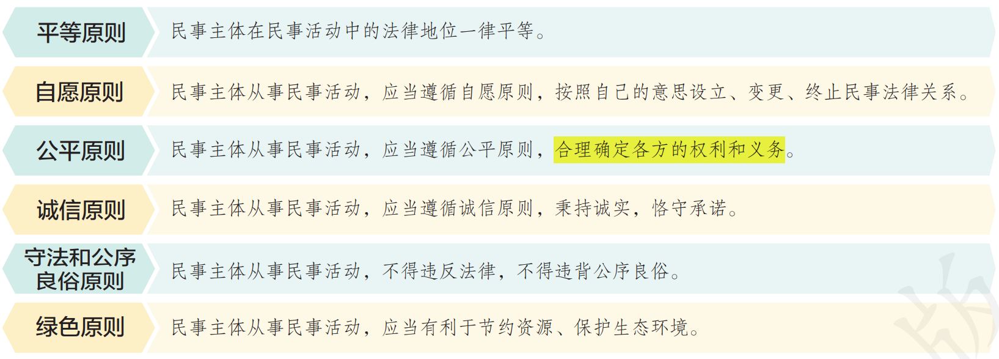 平等原则
民事主体在民事活动中的法律地位一律平等。
自愿原则
民事主体从事民事活动，应当遵循自愿原则，按照自己的意思设立、变更、终止民事法律关系。
公平原则
民事主体从事民事活动，应当遵循公平原则，合理确定各方的权利和义务。
诚信原则
民事主体从事民事活动，应当遵循诚信原则，秉持诚实，恪守承诺。
守法和公序
良俗原则
民事主体从事民事活动，不得违反法律，不得违背公序良俗。
绿色原则
民事主体从事民事活动，应当有利于节约资源、保护生态环境。